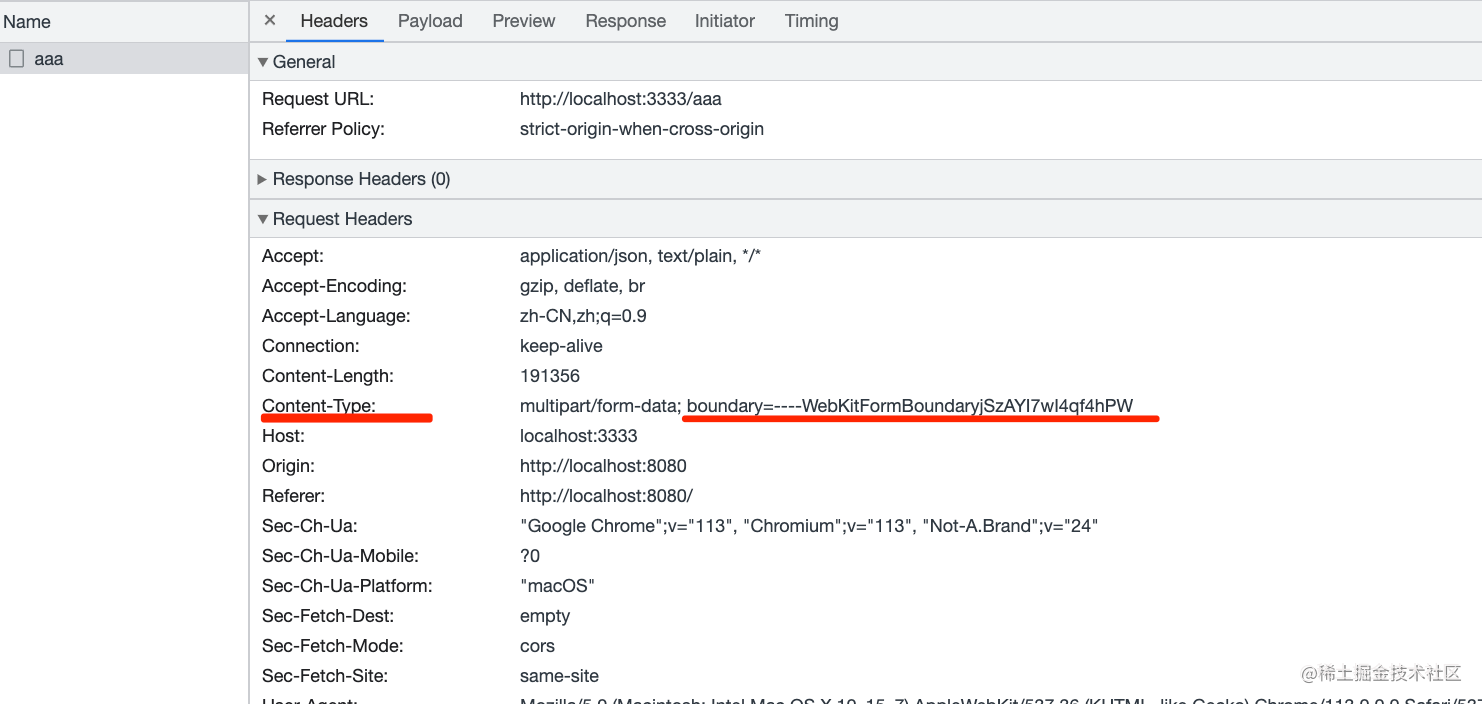 Name
× Headers Payload Preview Response Initiator Timing
aaa
General
Request URL: http://localhost:3333/aaa
Referrer Policy: strict-origin-when-cross-origin
Response Headers (0)
Request Headers
Accept: application/json, text/plain, */*
Accept-Encoding: gzip, deflate, br
Accept-Language: zh-CN,zh;q=0.9
Connection: keep-alive
Content-Length: 191356
Content-Type: multipart/form-data; boundary=----WebKitFormBoundaryjSzAYI7wI4qf4hPW
Host: localhost:3333
Origin: http://localhost:8080
Referer: http://localhost:8080/
Sec-Ch-Ua: "Google Chrome";v="113", "Chromium";v="113", "Not-A.Brand";v="24"
Sec-Ch-Ua-Mobile: ?0
Sec-Ch-Ua-Platform: "macOS"
Sec-Fetch-Dest: empty
Sec-Fetch-Mode: cors
Sec-Fetch-Site: same-site
@稀土掘金技术社区